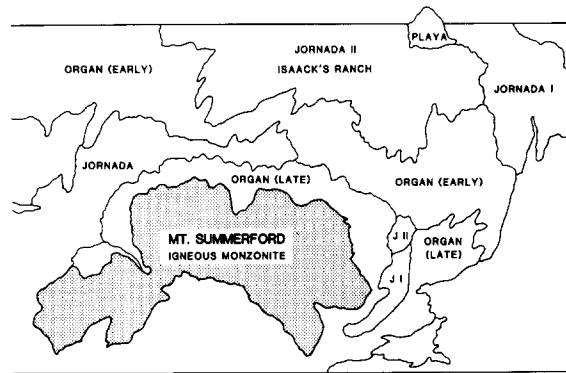 PLAYA
JORNADA II
ISAACK'S RANCH
ORGAN (EARLY)
JORNADA I
JORNADA
ORGAN (LATE)
ORGAN (EARLY)
MT. SUMMERFORD
IGNEOUS MONZONITE
J II
ORGAN
(LATE)
J I